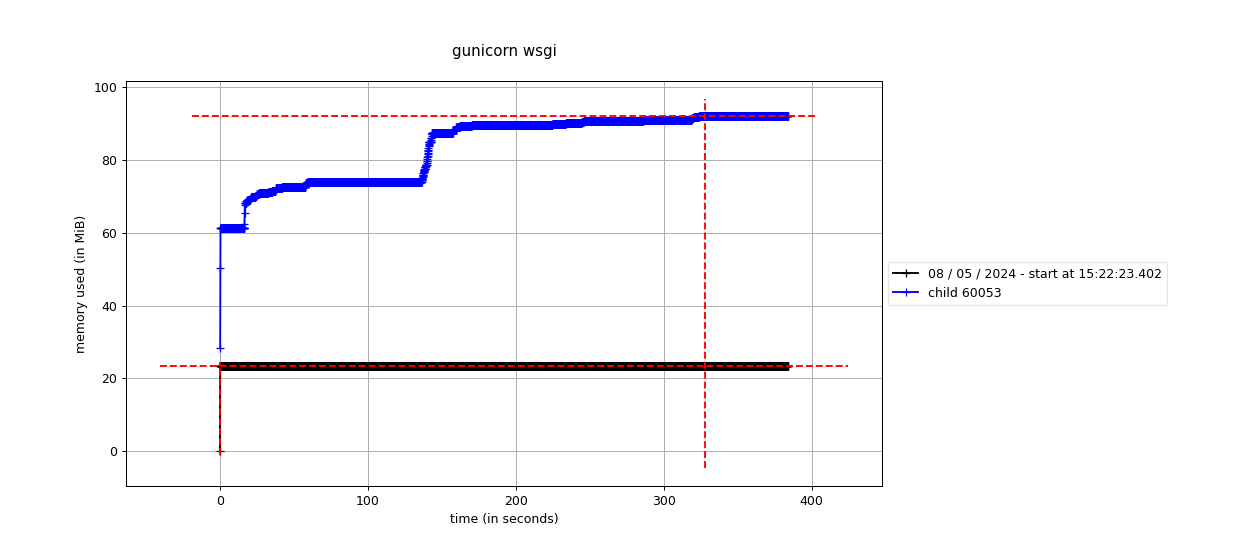 gunicorn wsgi
100
80
60
40
20
0
memory used (in MiB)
0 100 200 300 400
time (in seconds)
08 / 05 / 2024 - start at 15:22:23.402
child 60053